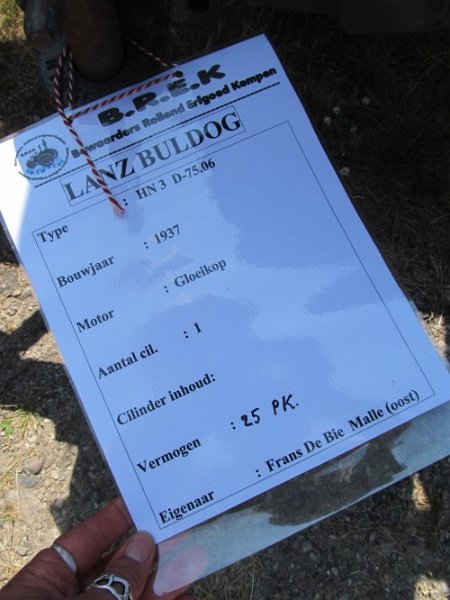 B.R.E.K
Bewaarders Rollend Erfgoed Kempen
LANZ BULDOG
Type : HN 3 D-75.06
Bouwjaar : 1937
Motor : Gloeikop
Aantal cil. : 1
Cilinder inhoud:
Vermogen : 25 PK.
Eigenaar : Frans De Bie Malle (oost)